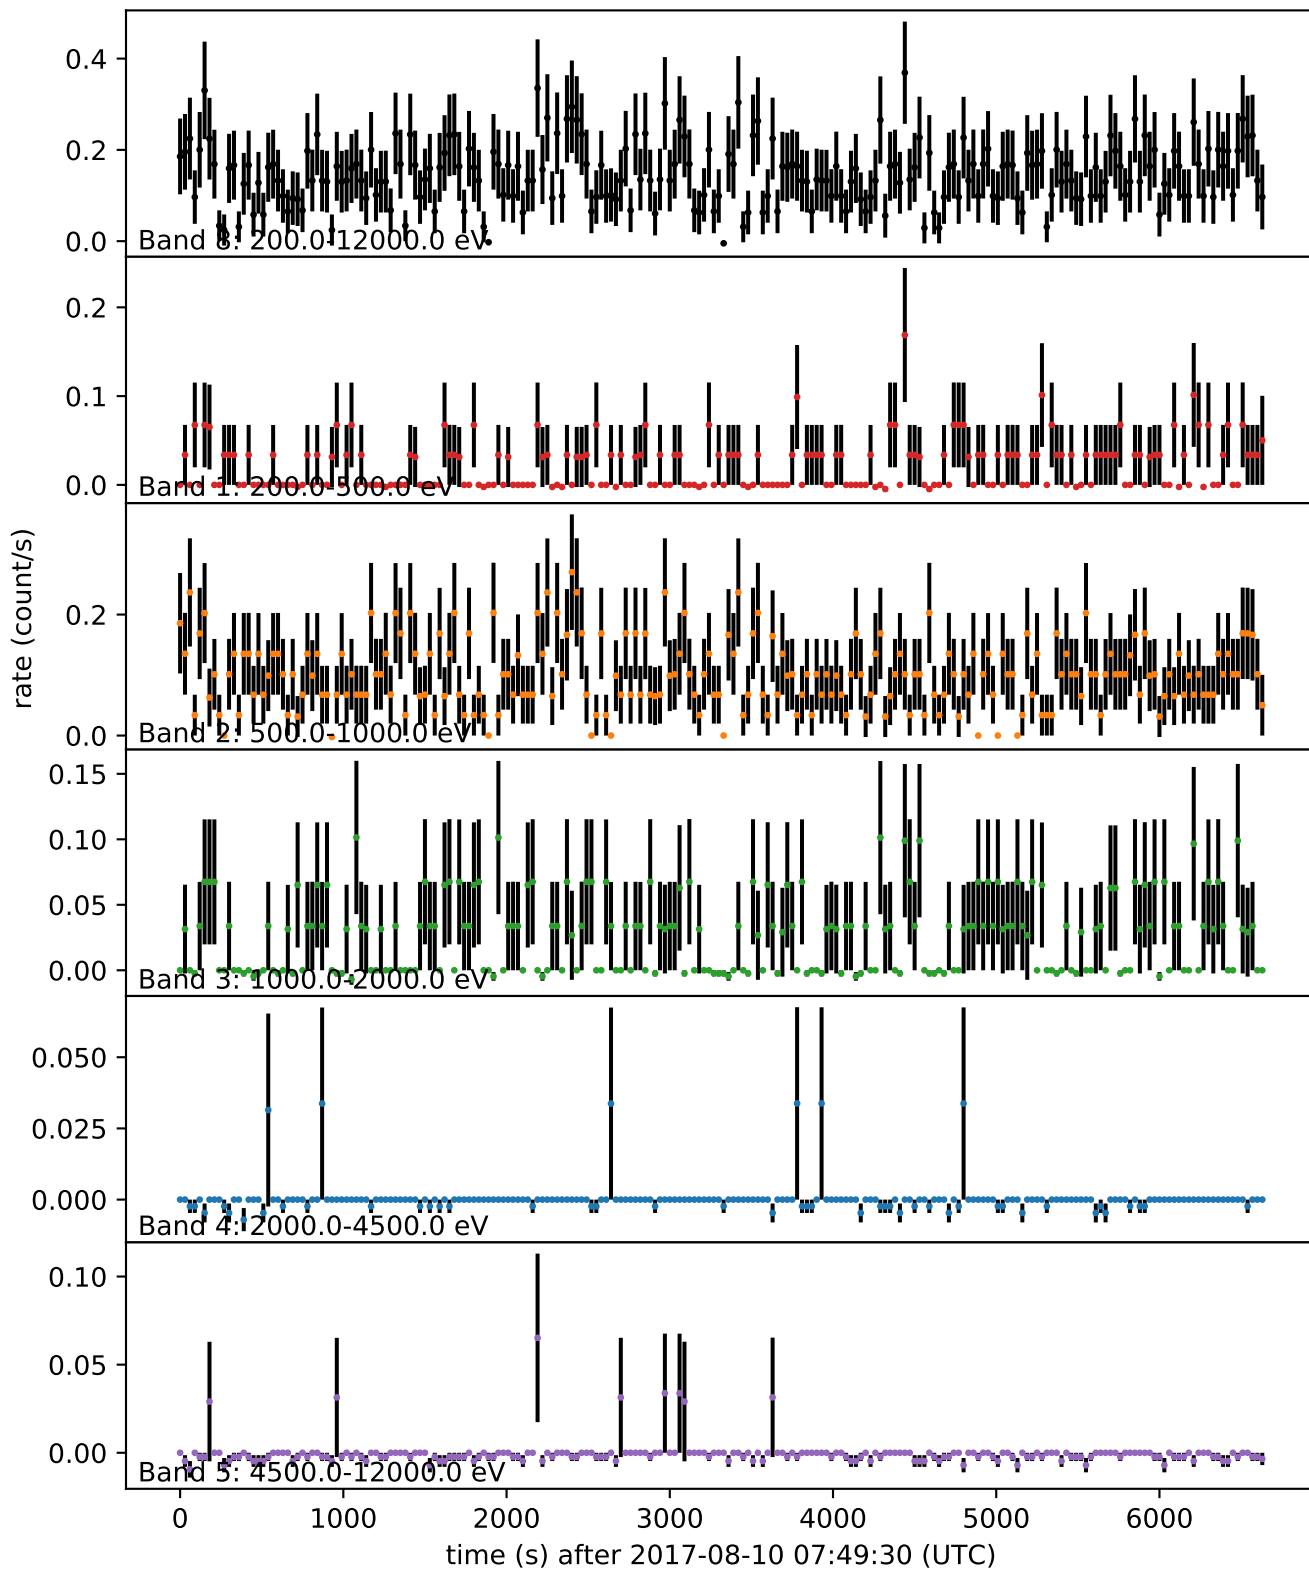 0.4
0.2
0.0
Band 8: 200.0-12000.0 eV
0.2
0.1
0.0
Band 1: 200.0-500.0 eV
rate (count/s)
0.2
0.0
Band 2: 500.0-1000.0 eV
0.15
0.10
0.05
0.00
Band 3: 1000.0-2000.0 eV
0.050
0.025
0.000
Band 4: 2000.0-4500.0 eV
0.10
0.05
0.00
Band 5: 4500.0-12000.0 eV
0 1000 2000 3000 4000 5000 6000
time (s) after 2017-08-10 07:49:30 (UTC)